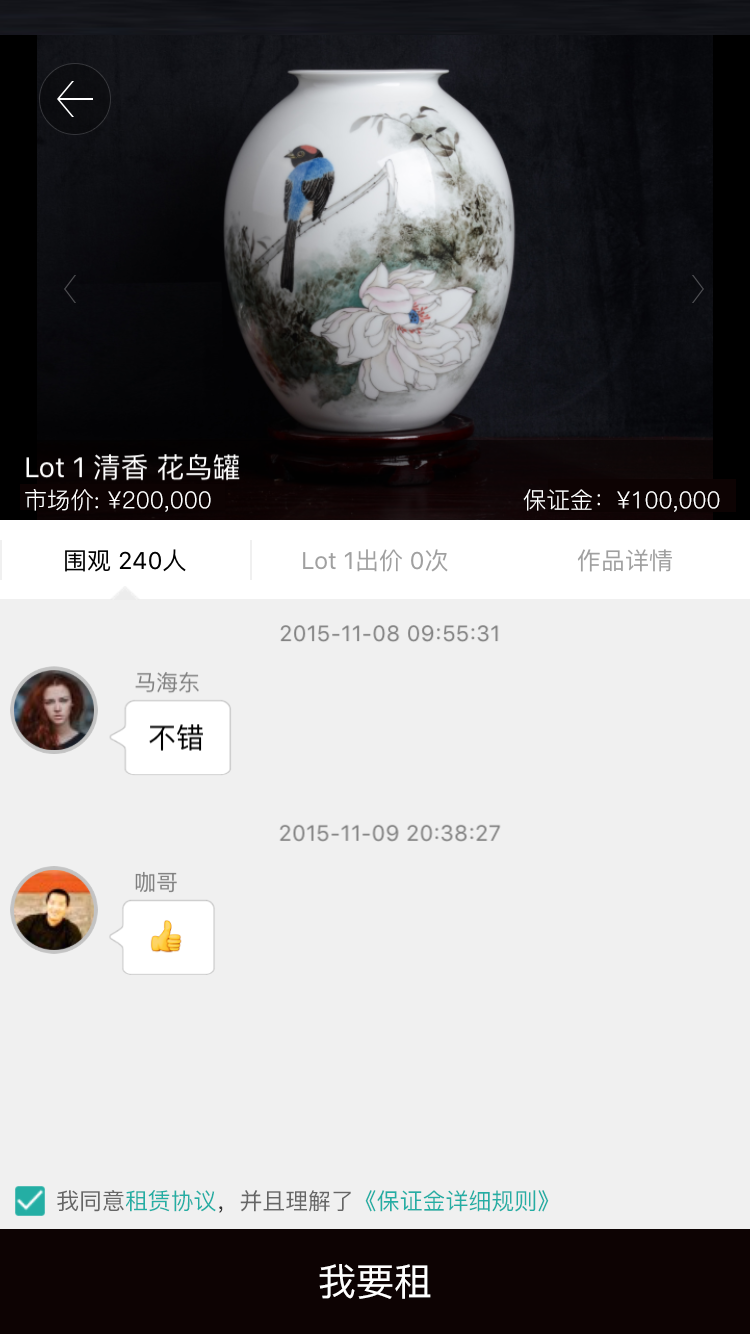 Lot 1 清香 花鸟罐
市场价: ¥200,000
保证金：¥100,000
围观 240人
Lot 1出价 0次
作品详情
2015-11-08 09:55:31
马海东
不错
2015-11-09 20:38:27
咖哥
👍
我同意租赁协议，并且理解了《保证金详细规则》
我要租